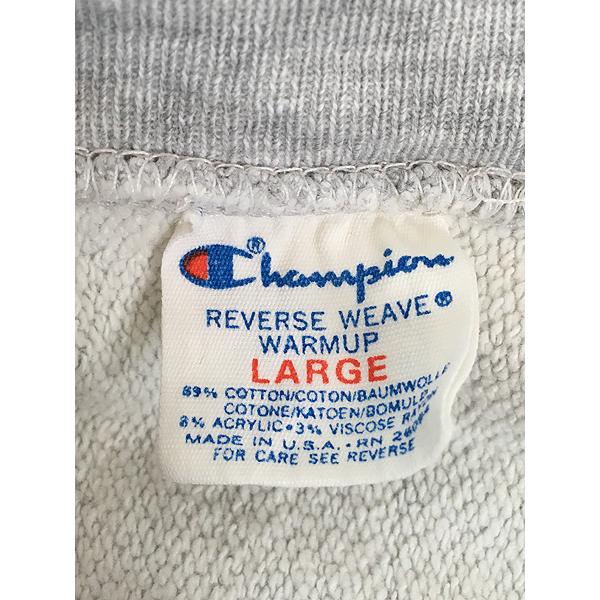 Champion®
REVERSE WEAVE®
WARMUP
LARGE
89% COTTON/COTON/BAUMWOLLE
COTONE/KATOEN/BOMULD
8% ACRYLIC•3% VISCOSE
MADE IN U.S.A.•RN
FOR CARE SEE REVERSE